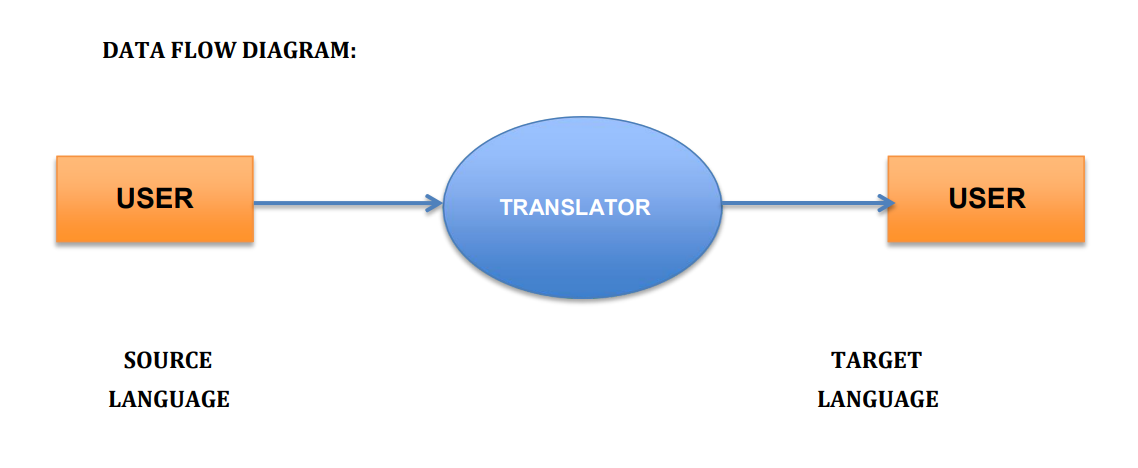 DATA FLOW DIAGRAM:
USER
TRANSLATOR
USER
SOURCE
LANGUAGE
TARGET
LANGUAGE